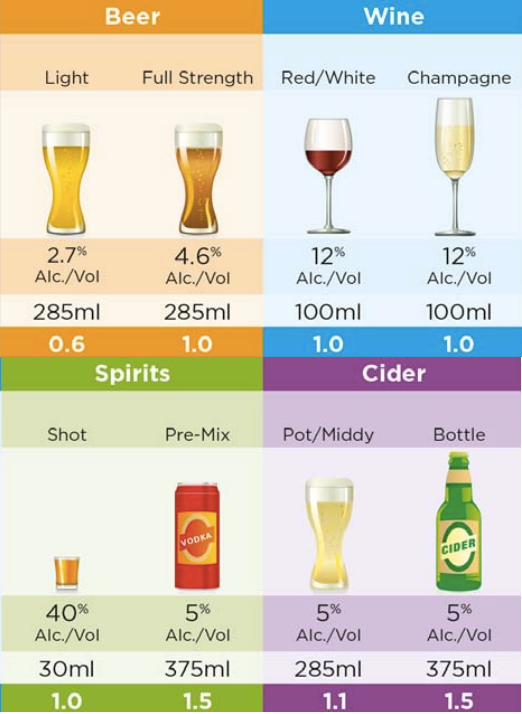 Beer Wine
Light Full Strength Red/White Champagne
2.7% 4.6% 12% 12%
Alc./Vol Alc./Vol Alc./Vol Alc./Vol
285ml 285ml 100ml 100ml
0.6 1.0 1.0 1.0
Spirits Cider
Shot Pre-Mix Pot/Middy Bottle
VODKA
CIDER
40% 5% 5% 5%
Alc./Vol Alc./Vol Alc./Vol Alc./Vol
30ml 375ml 285ml 375ml
1.0 1.5 1.1 1.5